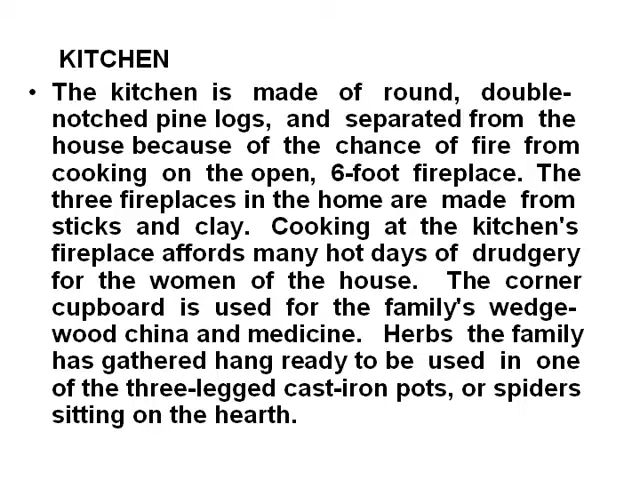 KITCHEN
• The kitchen is made of round, double-
notched pine logs, and separated from the
house because of the chance of fire from
cooking on the open, 6-foot fireplace. The
three fireplaces in the home are made from
sticks and clay. Cooking at the kitchen's
fireplace affords many hot days of drudgery
for the women of the house. The corner
cupboard is used for the family's wedge-
wood china and medicine. Herbs the family
has gathered hang ready to be used in one
of the three-legged cast-iron pots, or spiders
sitting on the hearth.